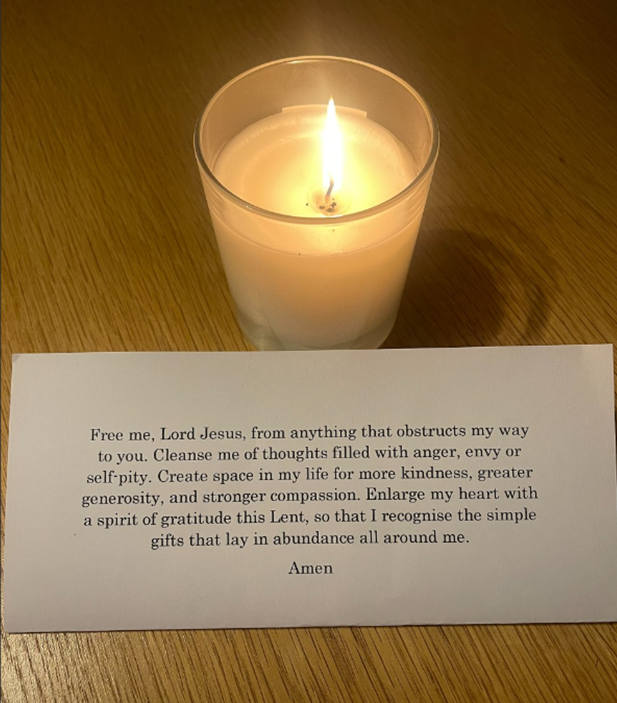 Free me, Lord Jesus, from anything that obstructs my way
to you. Cleanse me of thoughts filled with anger, envy or
self-pity. Create space in my life for more kindness, greater
generosity, and stronger compassion. Enlarge my heart with
a spirit of gratitude this Lent, so that I recognise the simple
gifts that lay in abundance all around me.
Amen